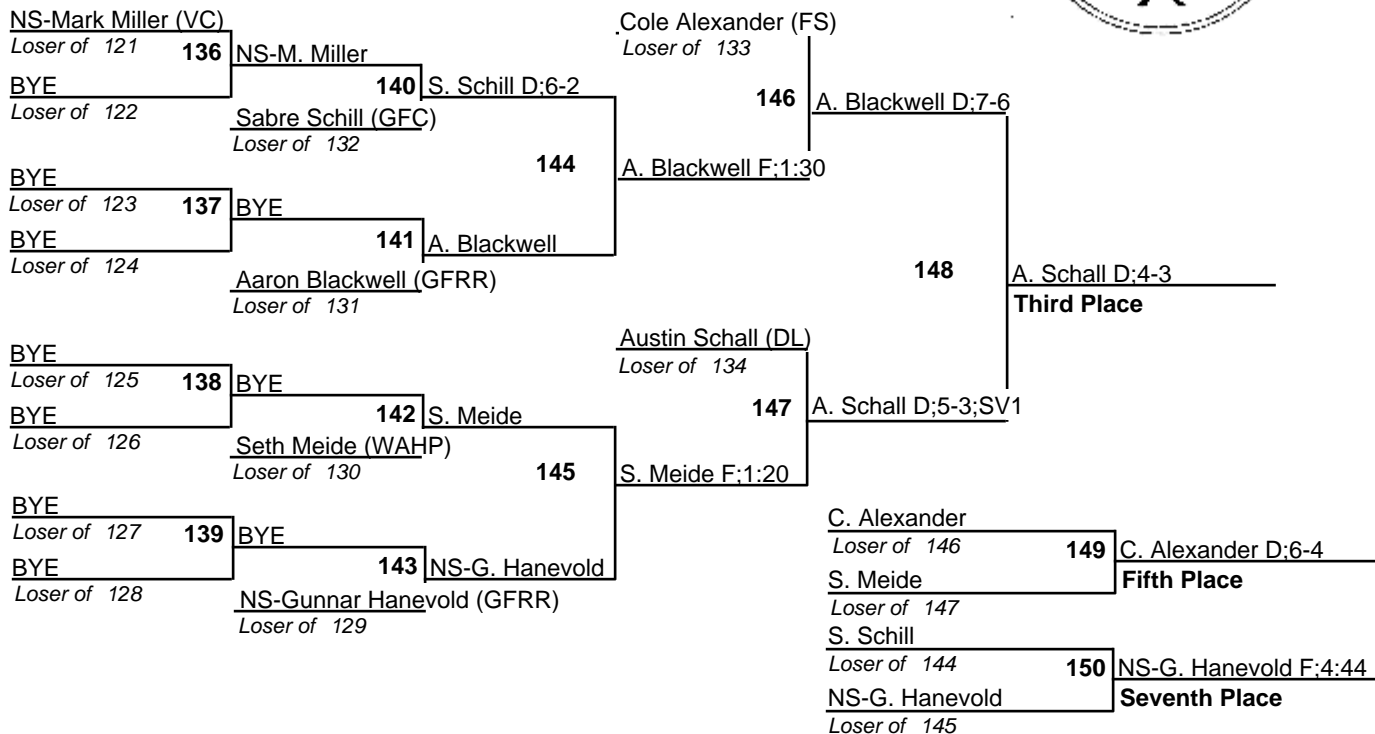 NS-Mark Miller (VC)
Loser of 121
136
NS-M. Miller
BYE
Loser of 122
140
S. Schill D;6-2
Sabre Schill (GFC)
Loser of 132
144
BYE
Loser of 123
137
BYE
BYE
Loser of 124
141
A. Blackwell
Aaron Blackwell (GFRR)
Loser of 131
Cole Alexander (FS)
Loser of 133
146
A. Blackwell D;7-6
A. Blackwell F;1:30
148
A. Schall D;4-3
Third Place
BYE
Loser of 125
138
BYE
BYE
Loser of 126
142
S. Meide
Seth Meide (WAHP)
Loser of 130
145
BYE
Loser of 127
139
BYE
BYE
Loser of 128
143
NS-G. Hanevold
NS-Gunnar Hanevold (GFRR)
Loser of 129
Austin Schall (DL)
Loser of 134
147
A. Schall D;5-3;SV1
S. Meide F;1:20
C. Alexander
Loser of 146
149
C. Alexander D;6-4
Fifth Place
S. Meide
Loser of 147
S. Schill
Loser of 144
150
NS-G. Hanevold F;4:44
Seventh Place
NS-G. Hanevold
Loser of 145